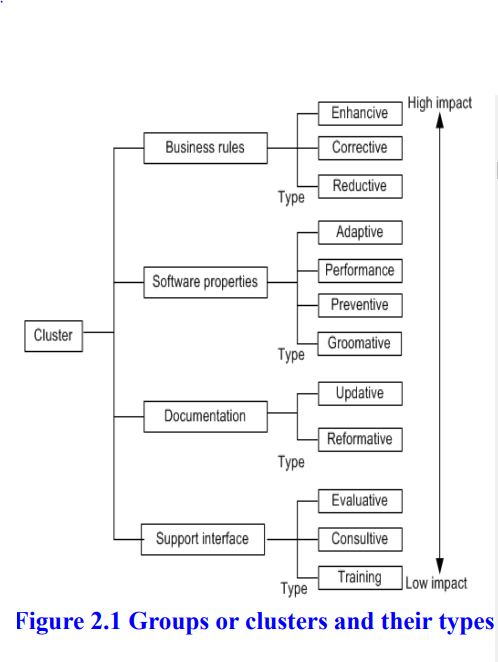 High impact
Enhancive
Business rules
Corrective
Reductive
Type
Adaptive
Performance
Software properties
Preventive
Groomative
Type
Cluster
Updative
Documentation
Reformative
Type
Evaluative
Support interface
Consultive
Training
Type
Low impact
Figure 2.1 Groups or clusters and their types